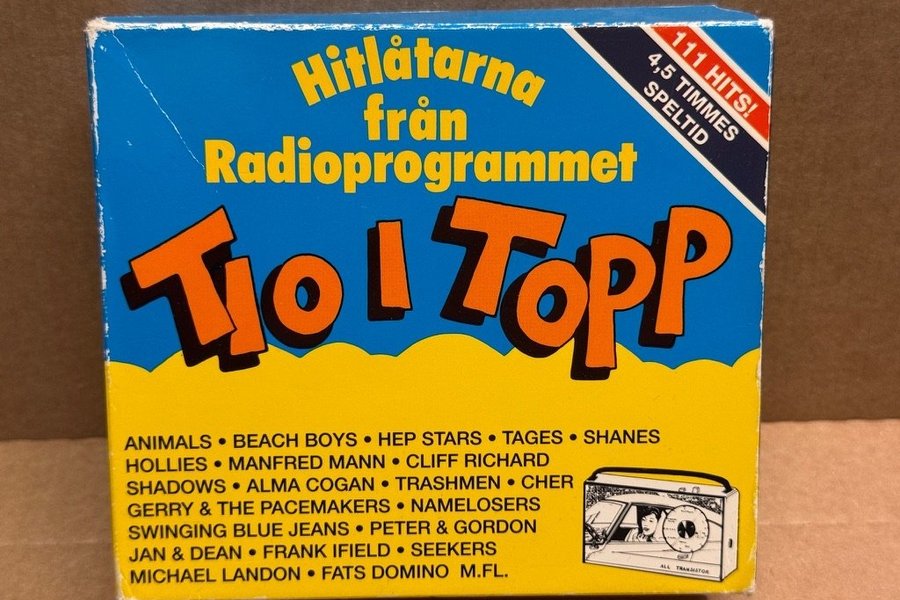 Hitlåtarna
från
Radioprogrammet
111 HITS!
4,5 TIMMES
SPELTID
TIO I TOPP
ANIMALS • BEACH BOYS • HEP STARS • TAGES • SHANES
HOLLIES • MANFRED MANN • CLIFF RICHARD
SHADOWS • ALMA COGAN • TRASHMEN • CHER
GERRY & THE PACEMAKERS • NAMELOSERS
SWINGING BLUE JEANS • PETER & GORDON
JAN & DEAN • FRANK IFIELD • SEEKERS
MICHAEL LANDON • FATS DOMINO M.FL.
ALL TRANSISTOR